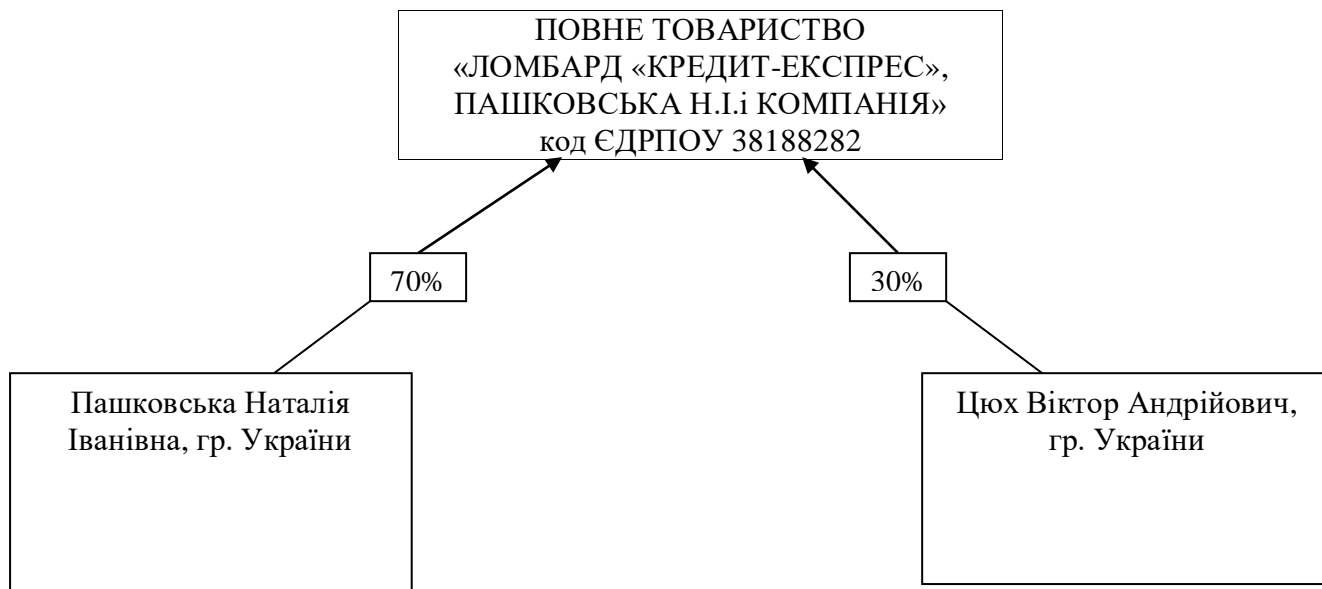 ПОВНЕ ТОВАРИСТВО
«ЛОМБАРД «КРЕДИТ-ЕКСПРЕС»,
ПАШКОВСЬКА Н.І.і КОМПАНІЯ»
код ЄДРПОУ 38188282
70%
30%
Пашковська Наталія
Іванівна, гр. України
Цюх Віктор Андрійович,
гр. України